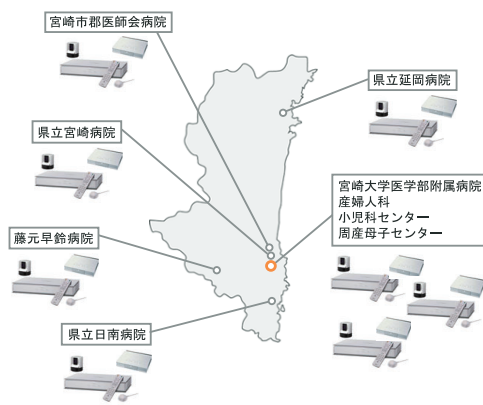 宮崎市郡医師会病院
県立延岡病院
県立宮崎病院
宮崎大学医学部附属病院
産婦人科
小児科センター
周産母子センター
藤元早鈴病院
県立日南病院